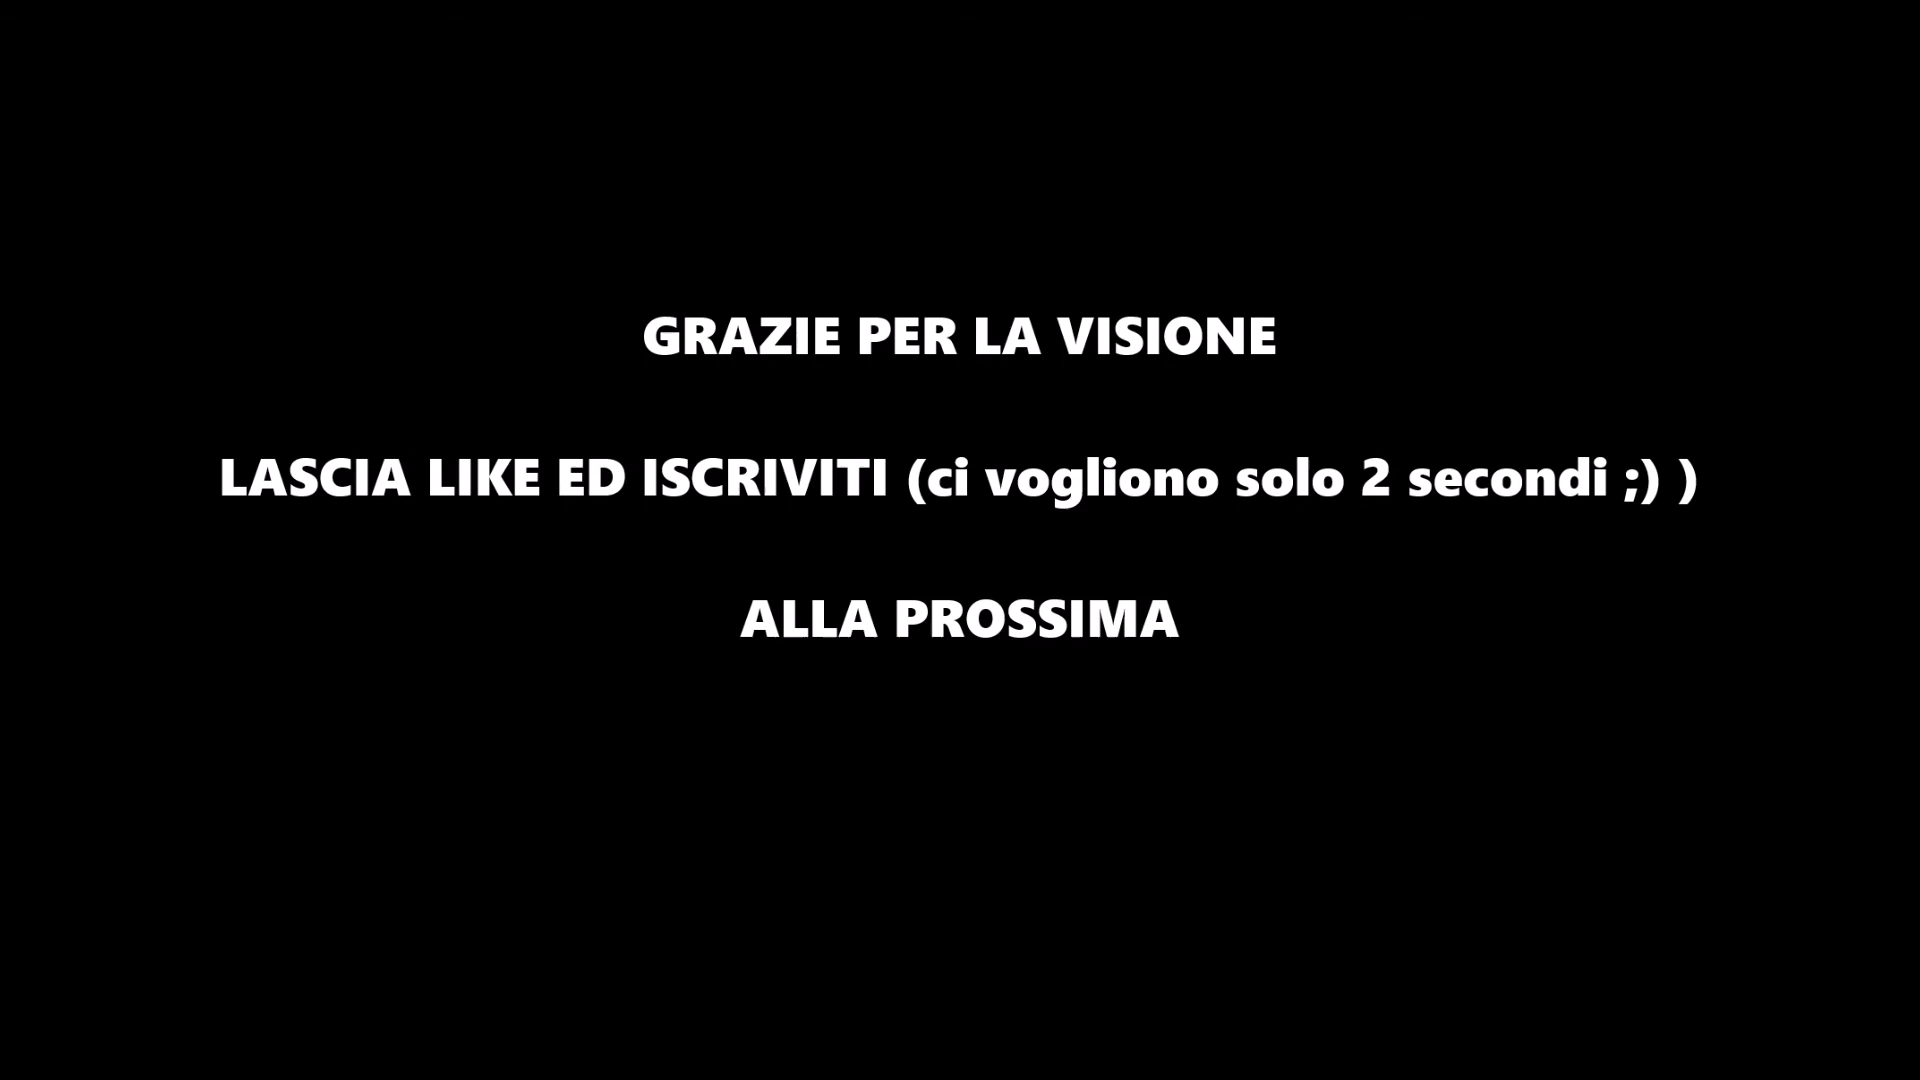 GRAZIE PER LA VISIONE
LASCIA LIKE ED ISCRIVITI (ci vogliono solo 2 secondi ;) )
ALLA PROSSIMA